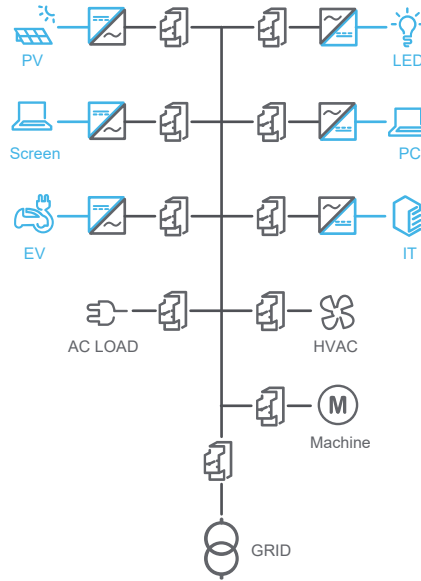 PV
LED
Screen
PC
EV
IT
AC LOAD
HVAC
M
Machine
GRID